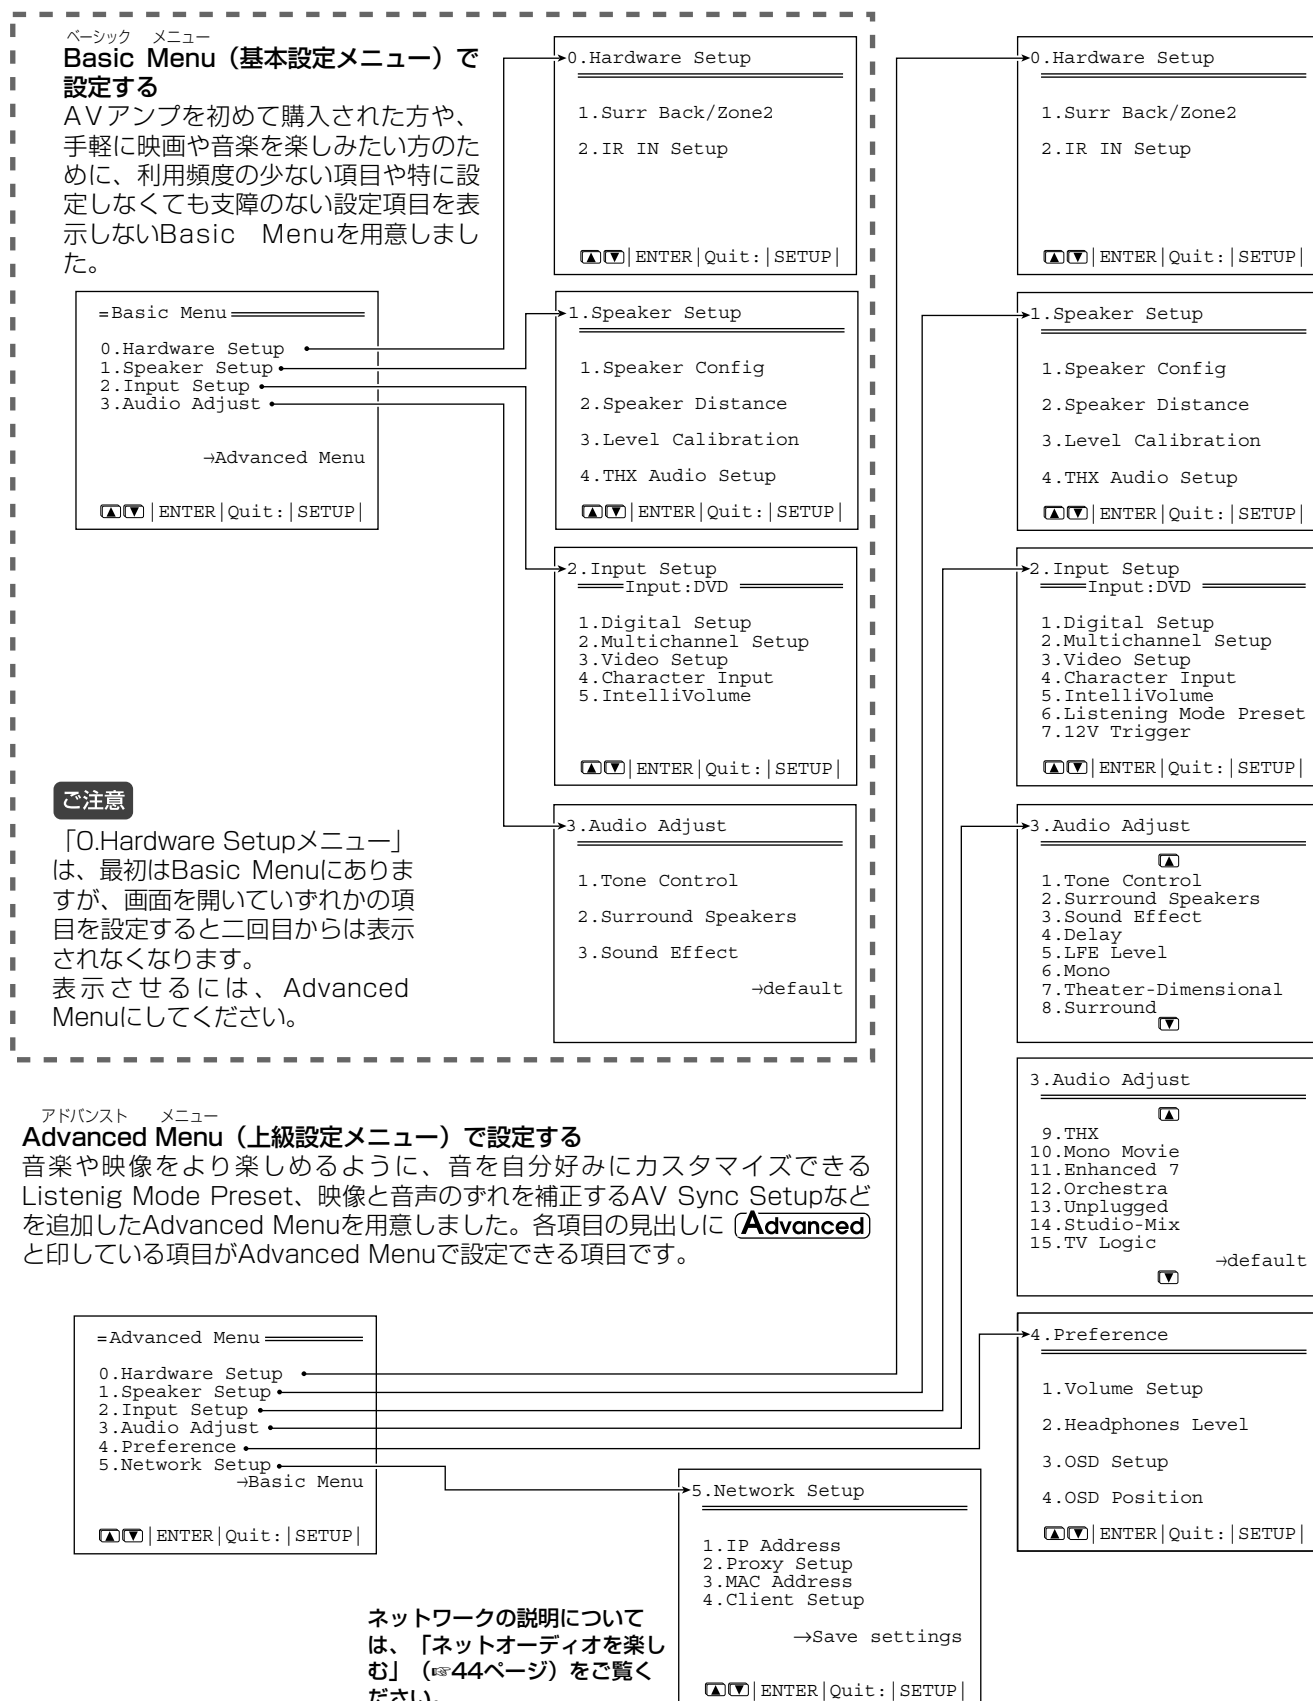 ベーシック メニュー
Basic Menu（基本設定メニュー）で
設定する
AVアンプを初めて購入された方や、
手軽に映画や音楽を楽しみたい方のた
めに、利用頻度の少ない項目や特に設
定しなくても支障のない設定項目を表
示しないBasic Menuを用意しまし
た。
=Basic Menu
0.Hardware Setup
1.Speaker Setup
2.Input Setup
3.Audio Adjust
→Advanced Menu
▲▼|ENTER|Quit:|SETUP|
ご注意
「0.Hardware Setupメニュー」
は、最初はBasic Menuにありま
すが、画面を開いていずれかの項
目を設定すると二回目からは表示
されなくなります。
表示させるには、Advanced
Menuにしてください。
0.Hardware Setup
1.Surr Back/Zone2
2.IR IN Setup
▲▼|ENTER|Quit:|SETUP|
1.Speaker Setup
1.Speaker Config
2.Speaker Distance
3.Level Calibration
4.THX Audio Setup
▲▼|ENTER|Quit:|SETUP|
2.Input Setup
Input:DVD
1.Digital Setup
2.Multichannel Setup
3.Video Setup
4.Character Input
5.IntelliVolume
▲▼|ENTER|Quit:|SETUP|
3.Audio Adjust
1.Tone Control
2.Surround Speakers
3.Sound Effect
→default
アドバンスト メニュー
Advanced Menu（上級設定メニュー）で設定する
音楽や映像をより楽しめるように、音を自分好みにカスタマイズできる
Listenig Mode Preset、映像と音声のずれを補正するAV Sync Setupなど
を追加したAdvanced Menuを用意しました。各項目の見出しに Advanced
と印している項目がAdvanced Menuで設定できる項目です。
=Advanced Menu
0.Hardware Setup
1.Speaker Setup
2.Input Setup
3.Audio Adjust
4.Preference
5.Network Setup
→Basic Menu
▲▼|ENTER|Quit:|SETUP|
0.Hardware Setup
1.Surr Back/Zone2
2.IR IN Setup
▲▼|ENTER|Quit:|SETUP|
1.Speaker Setup
1.Speaker Config
2.Speaker Distance
3.Level Calibration
4.THX Audio Setup
▲▼|ENTER|Quit:|SETUP|
2.Input Setup
Input:DVD
1.Digital Setup
2.Multichannel Setup
3.Video Setup
4.Character Input
5.IntelliVolume
6.Listening Mode Preset
7.12V Trigger
▲▼|ENTER|Quit:|SETUP|
3.Audio Adjust
▲
1.Tone Control
2.Surround Speakers
3.Sound Effect
4.Delay
5.LFE Level
6.Mono
7.Theater-Dimensional
8.Surround
▼
3.Audio Adjust
▲
9.THX
10.Mono Movie
11.Enhanced 7
12.Orchestra
13.Unplugged
14.Studio-Mix
15.TV Logic
→default
▼
4.Preference
1.Volume Setup
2.Headphones Level
3.OSD Setup
4.OSD Position
▲▼|ENTER|Quit:|SETUP|
5.Network Setup
1.IP Address
2.Proxy Setup
3.MAC Address
4.Client Setup
→Save settings
▲▼|ENTER|Quit:|SETUP|
ネットワークの説明について
は、「ネットオーディオを楽し
む」（☞44ページ）をご覧く
ださい。